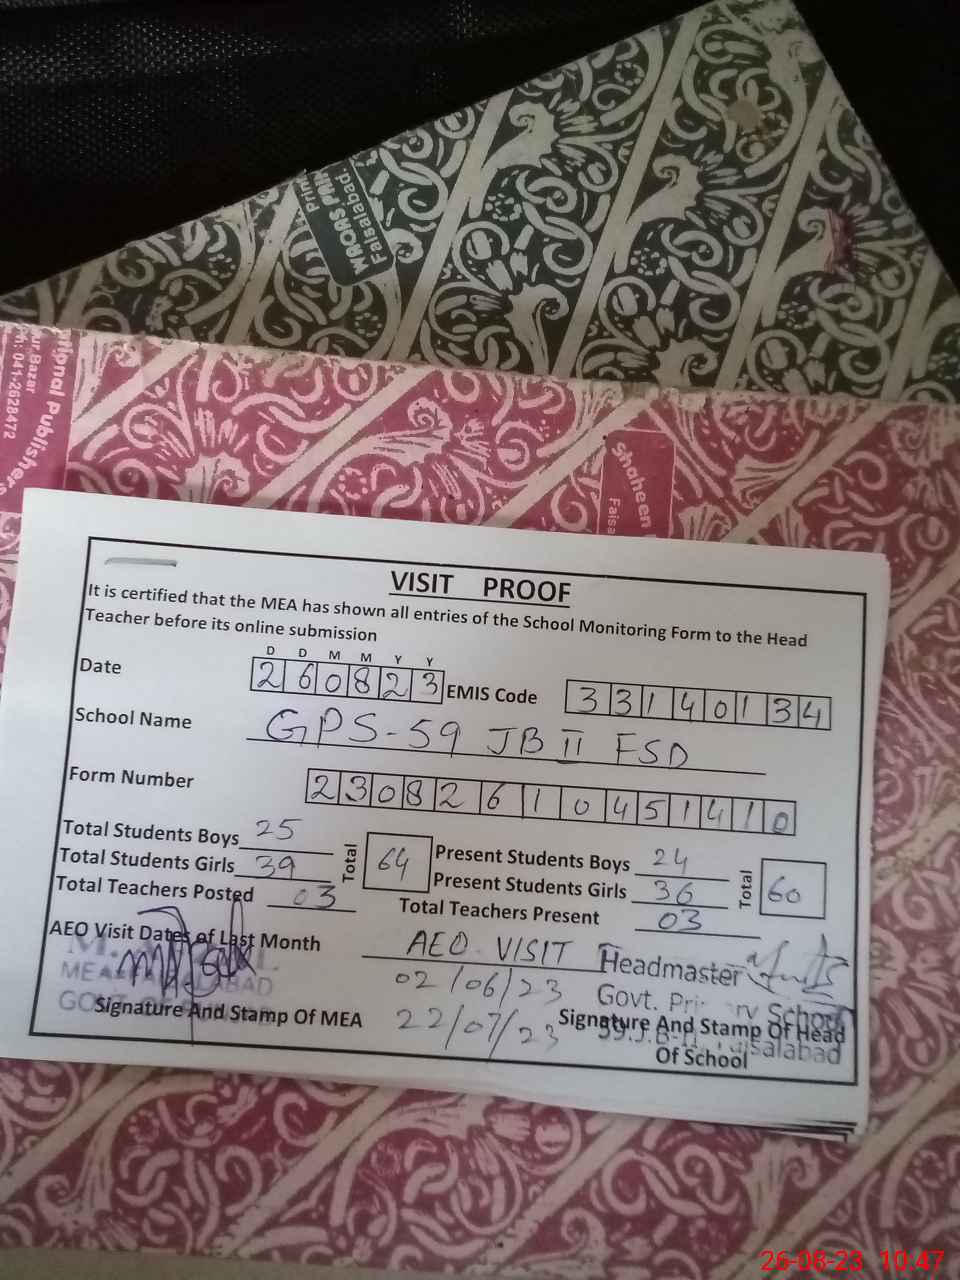 Prin
WRORS PRIN
Faisalabad.
tional Publishers
ur Bazar
h: 041-2628472
Shaheen
Faisa
VISIT PROOF
It is certified that the MEA has shown all entries of the School Monitoring Form to the Head
Teacher before its online submission
D D M M Y Y
Date 2 6 0 8 2 3 EMIS Code 3 3 1 4 0 1 3 4
School Name GPS-59 JB II FSD
Form Number 2 3 0 8 2 6 1 0 4 5 1 4 1 0
Total Students Boys 25 Total 64 Present Students Boys 24 Total 60
Total Students Girls 39 Present Students Girls 36
Total Teachers Posted 03 Total Teachers Present 03
AEO Visit Dates of Last Month AEO VISIT
02/06/23
22/07/23
Signature And Stamp Of MEA
Headmaster
Govt. School
Signature And Stamp Of Head
Of School
26-08-23 10:47